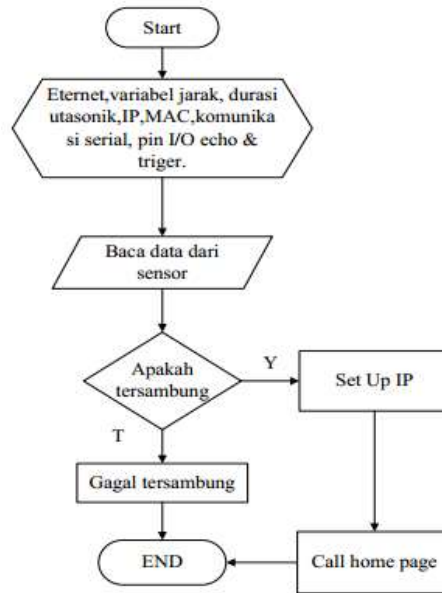 Start
Eternet,variabel jarak, durasi
utasonik,IP,MAC,komunika
si serial, pin I/O echo &
triger.
Baca data dari
sensor
Apakah
tersambung
Y
Set Up IP
T
Gagal tersambung
END
Call home page